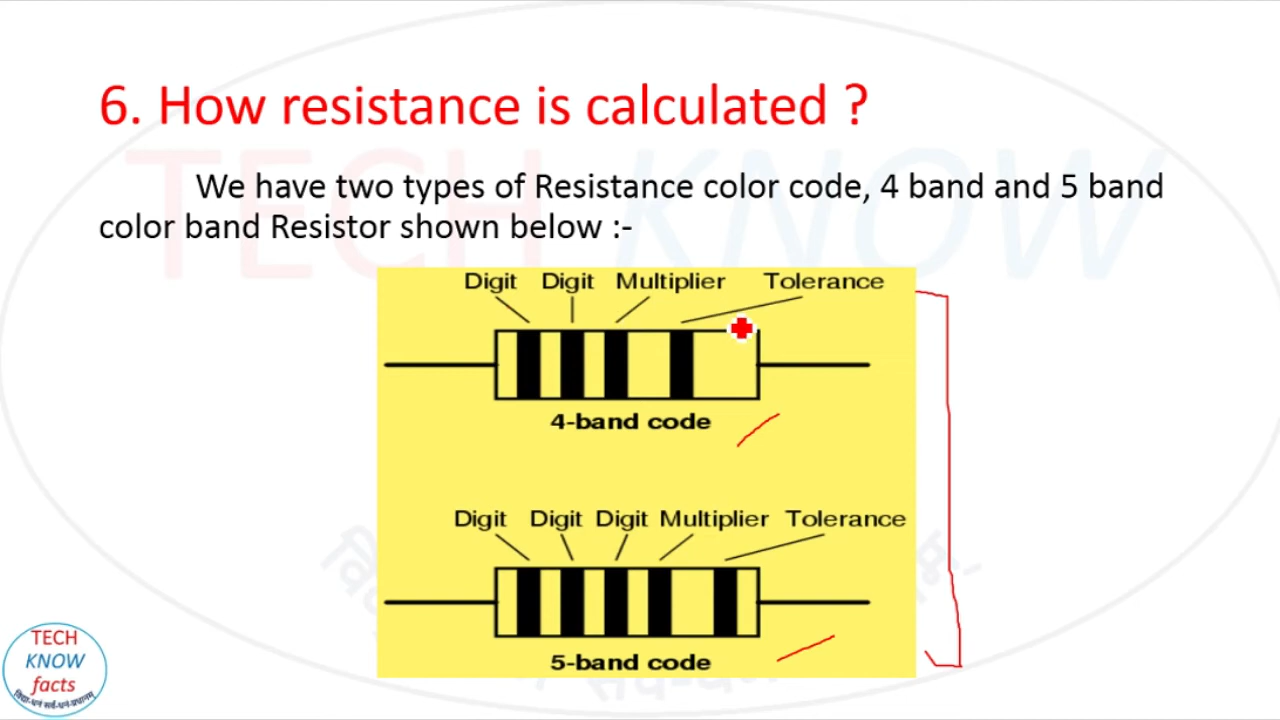 6. How resistance is calculated ?
We have two types of Resistance color code, 4 band and 5 band
color band Resistor shown below :-
Digit Digit Multiplier Tolerance
4-band code
Digit Digit Digit Multiplier Tolerance
5-band code
TECH KNOW
TECH
KNOW
facts